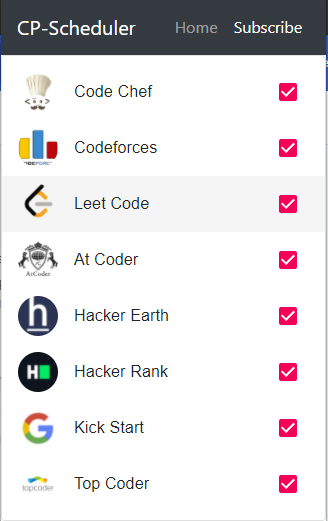 CP-Scheduler Home Subscribe
Code Chef
Codeforces
Leet Code
AtCoder
At Coder
h Hacker Earth
H Hacker Rank
G Kick Start
topcoder
Top Coder